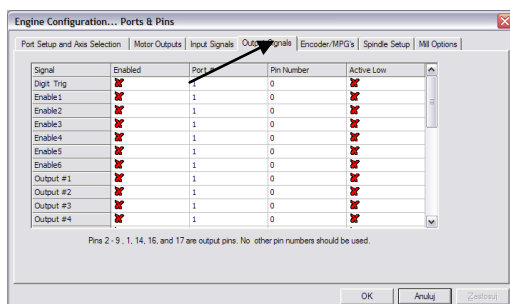 Engine Configuration... Ports & Pins
Port Setup and Axis Selection Motor Outputs Input Signals Output Signals Encoder/MPG's Spindle Setup Mill Options
Signal Enabled Port # Pin Number Active Low
Digit Trig 1 0
Enable1 1 0
Enable2 1 0
Enable3 1 0
Enable4 1 0
Enable5 1 0
Enable6 1 0
Output #1 1 0
Output #2 1 0
Output #3 1 0
Output #4 1 0
Pins 2 - 9 , 1, 14, 16, and 17 are output pins. No other pin numbers should be used.
OK Anuluj Zastosuj